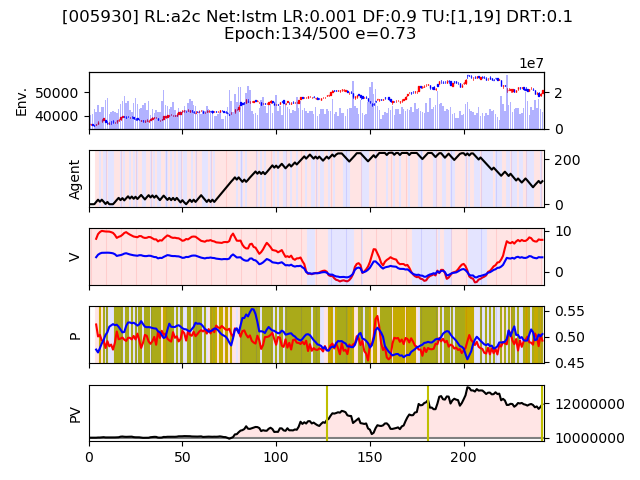 [005930] RL:a2c Net:lstm LR:0.001 DF:0.9 TU:[1,19] DRT:0.1
Epoch:134/500 e=0.73
1e7
Env.
50000
40000
2
0
Agent
200
0
V
10
0
P
0.55
0.50
0.45
PV
12000000
10000000
0 50 100 150 200